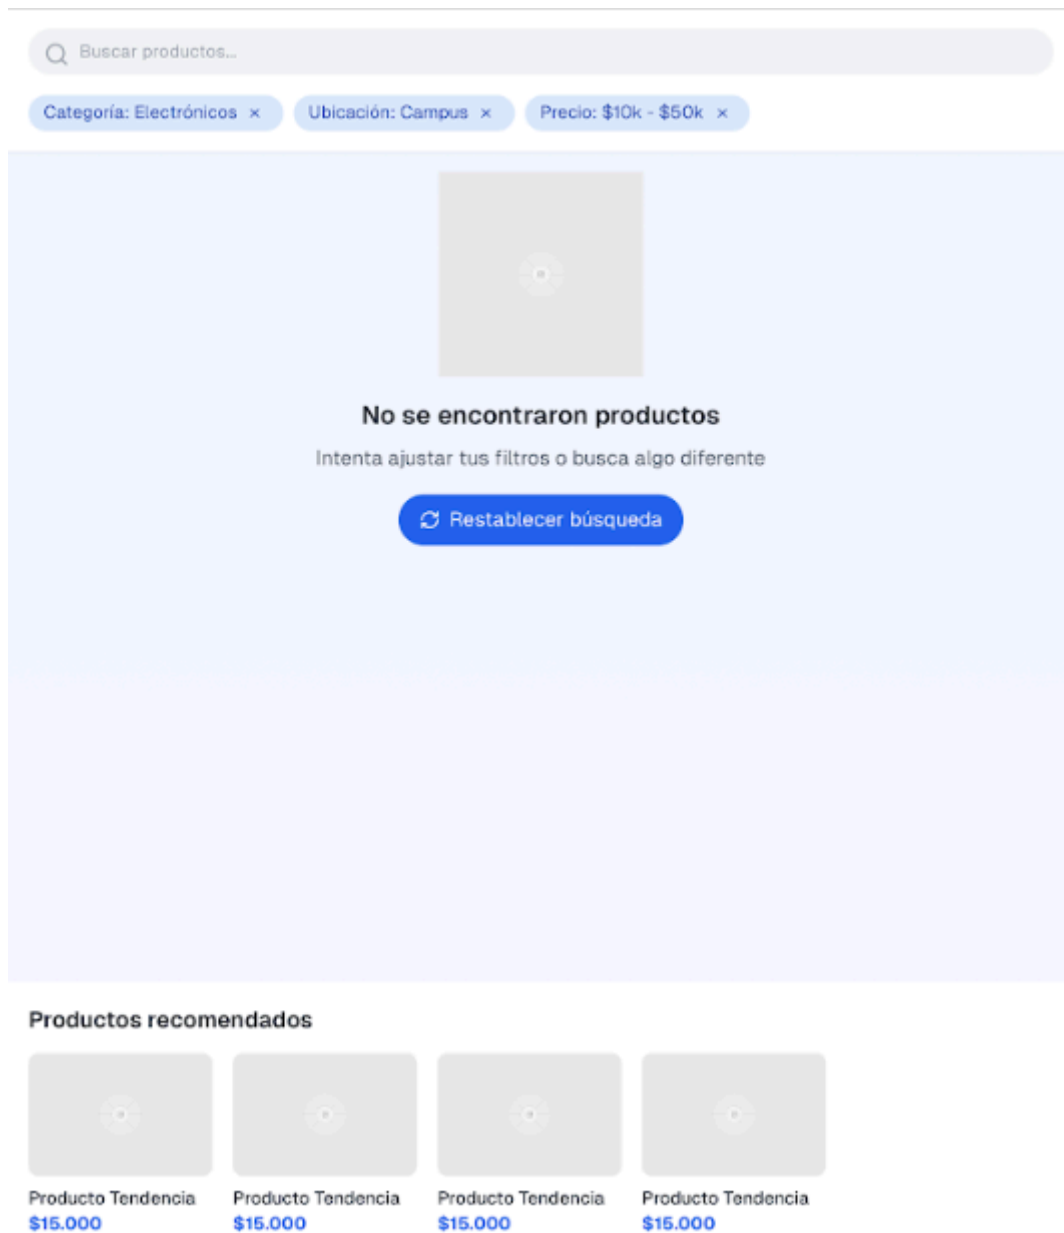 Buscar productos...
Categoría: Electrónicos × Ubicación: Campus × Precio: $10k - $50k ×
No se encontraron productos
Intenta ajustar tus filtros o busca algo diferente
Restablecer búsqueda
Productos recomendados
Producto Tendencia Producto Tendencia Producto Tendencia Producto Tendencia
$15.000 $15.000 $15.000 $15.000